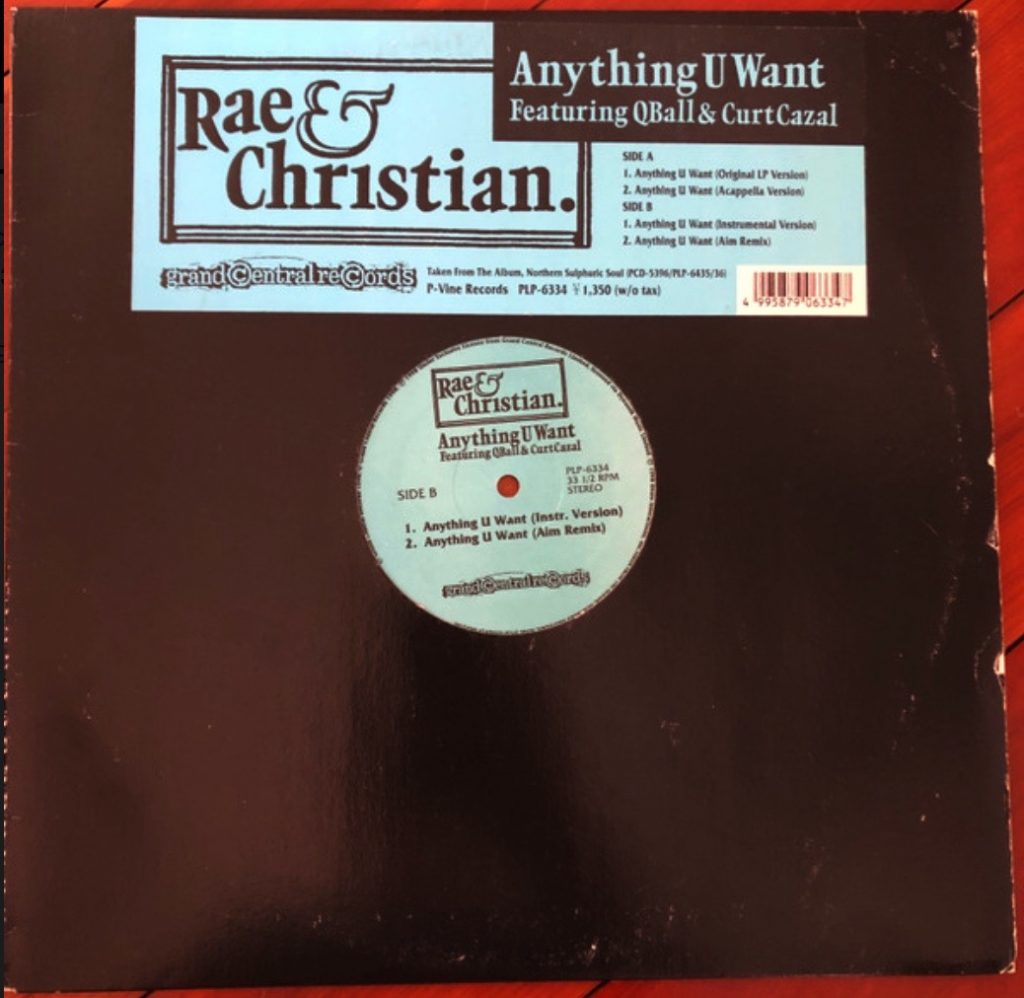 Rae &
Christian.
Anything U Want
Featuring QBall & Curt Cazal
SIDE A
1. Anything U Want (Original LP Version)
2. Anything U Want (Acappella Version)
SIDE B
1. Anything U Want (Instrumental Version)
2. Anything U Want (Aim Remix)
grand Central reCords
Taken From The Album, Northern Sulphuric Soul (PCD-5396/PLP-6435/36)
P-Vine Records PLP-6334 ¥1,350 (w/o tax)
4 995879 063347
Rae &
Christian.
Anything U Want
Featuring QBall & Curt Cazal
SIDE B
PLP-6334
33 1/2 RPM
STEREO
1. Anything U Want (Instr. Version)
2. Anything U Want (Aim Remix)
grand Central reCords